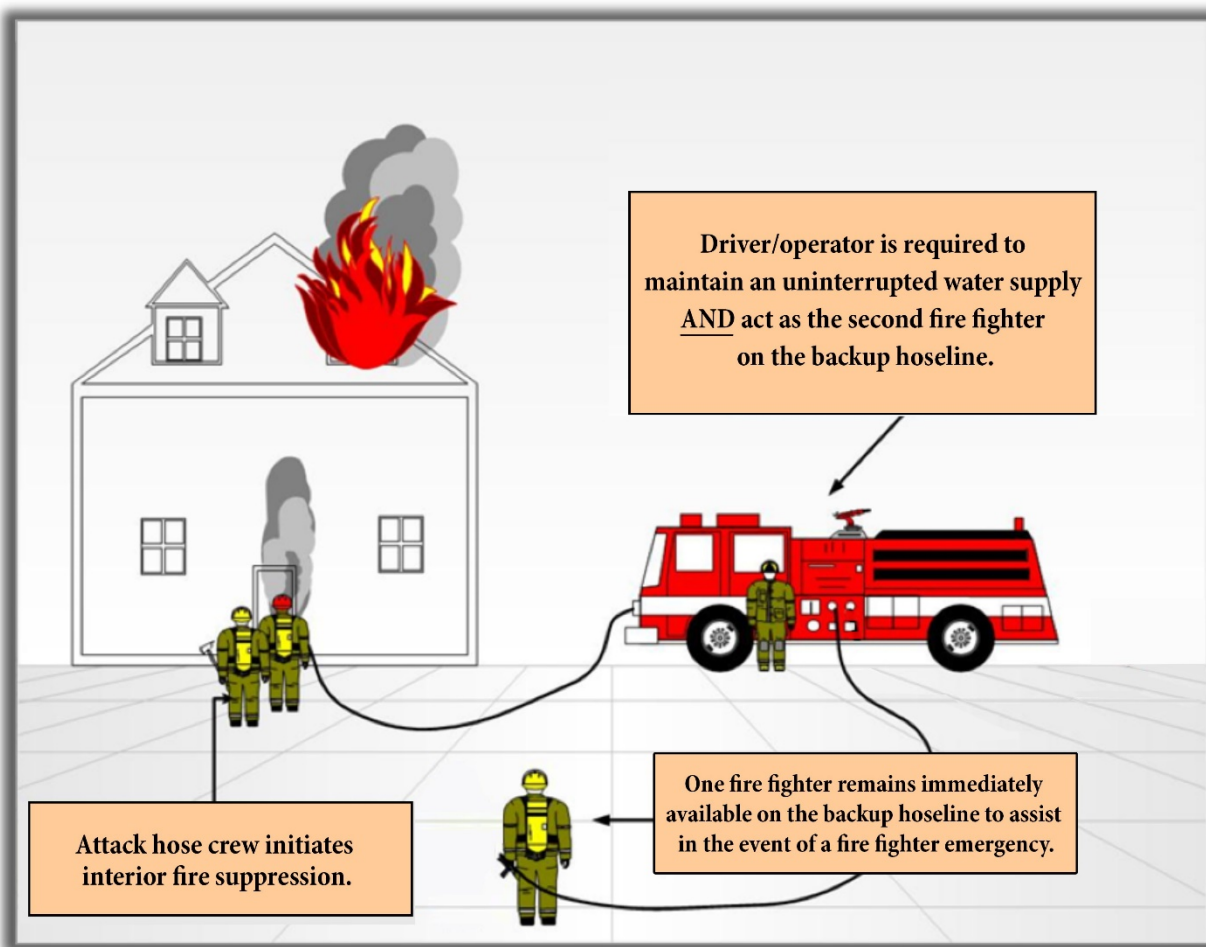 Driver/operator is required to
maintain an uninterrupted water supply
AND act as the second fire fighter
on the backup hoseline.
One fire fighter remains immediately
available on the backup hoseline to assist
in the event of a fire fighter emergency.
Attack hose crew initiates
interior fire suppression.